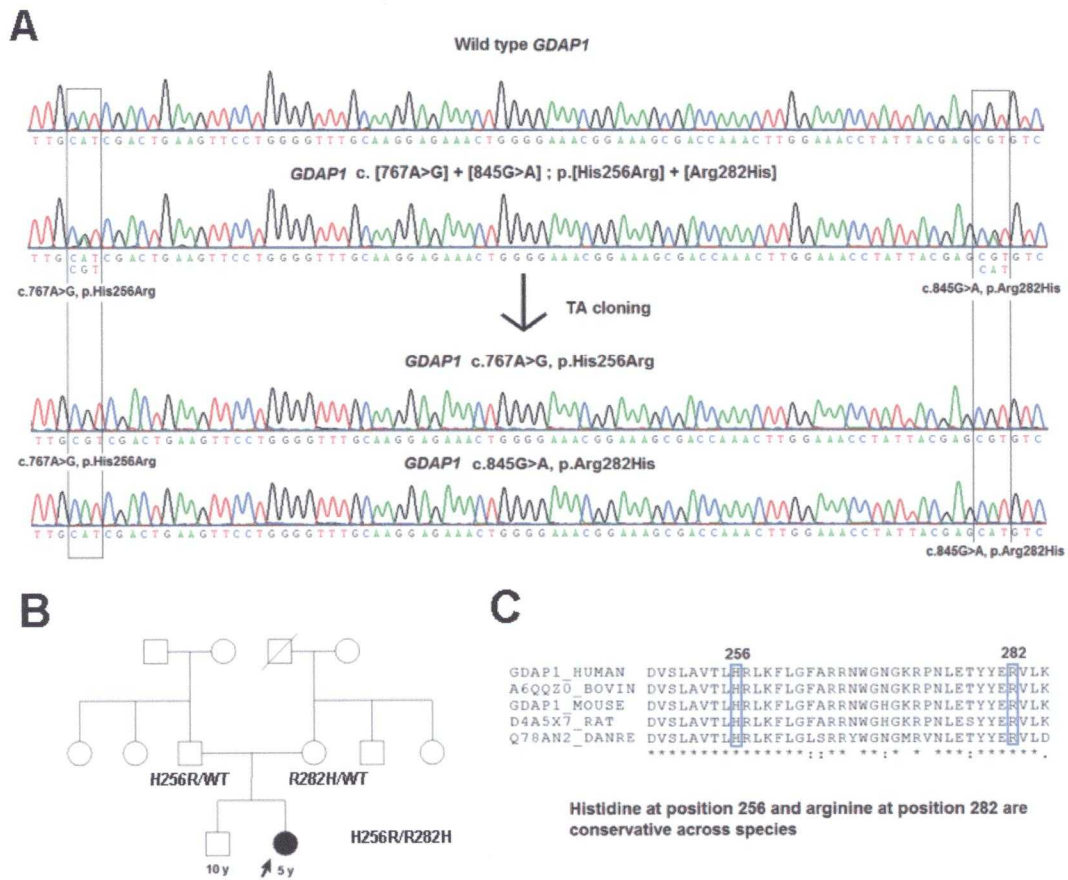 A
Wild type GDAP1
TTGCATCGACTGAAGTTCCTGGGGTTTGCAAGGAGAAACTGGGGAAACGGAAAGCGACCAAACTTGGAAACCTATTACGAGCGTGTC
GDAP1 c. [767A>G] + [845G>A] ; p.[His256Arg] + [Arg282His]
TTGCATCGACTGAAGTTCCTGGGGTTTGCAAGGAGAAACTGGGGAAACGGAAAGCGACCAAACTTGGAAACCTATTACGAGCGTGTC
CGT CAT
c.767A>G, p.His256Arg c.845G>A, p.Arg282His
TA cloning
GDAP1 c.767A>G, p.His256Arg
TTGCGTCGACTGAAGTTCCTGGGGTTTGCAAGGAGAAACTGGGGAAACGGAAAGCGACCAAACTTGGAAACCTATTACGAGCGTGTC
c.767A>G, p.His256Arg
GDAP1 c.845G>A, p.Arg282His
TTGCATCGACTGAAGTTCCTGGGGTTTGCAAGGAGAAACTGGGGAAACGGAAAGCGACCAAACTTGGAAACCTATTACGAGCATGTC
c.845G>A, p.Arg282His
B
H256R/WT R282H/WT
H256R/R282H
10 y 5 y
C
256 282
GDAP1_HUMAN DVSLAVTLHRLKFLGFARRNWGNGKRPNLETYYERVLK
A6QQZ0_BOVIN DVSLAVTLHRLKFLGFARRNWGNGKRPNLETYYERVLK
GDAP1_MOUSE DVSLAVTLHRLKFLGFARRNWGHGKRPNLETYYERVLK
D4A5X7_RAT DVSLAVTLHRLKFLGFARRNWGHGKRPNLESYYERVLK
Q78AN2_DANRE DVSLAVTLHRLKFLGLSRRYWGNGMRVNLETYYERVLD
***************::** **:* * ***:*******.
Histidine at position 256 and arginine at position 282 are
conservative across species